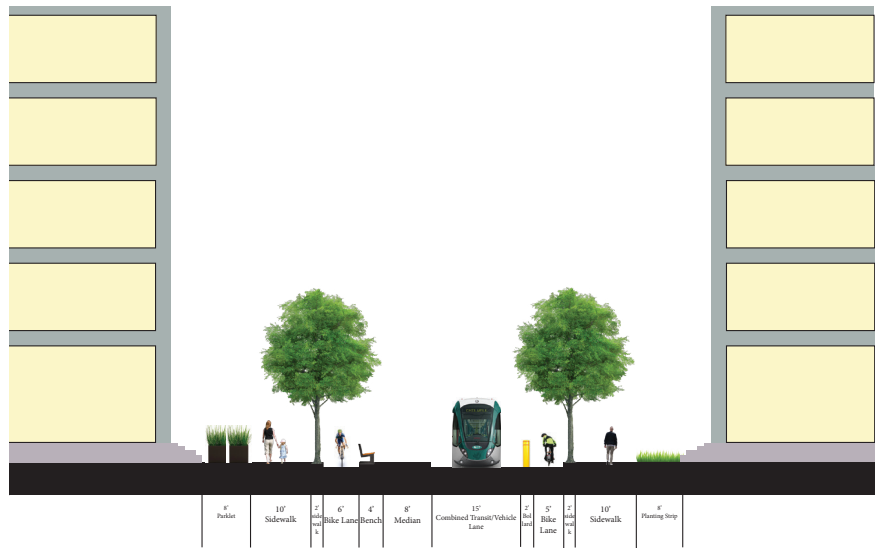 8'
Parklet
10'
Sidewalk
2'
side
wal
k
6'
Bike Lane
4'
Bench
8'
Median
15'
Combined Transit/Vehicle
Lane
2'
Bol
lard
5'
Bike
Lane
2'
side
wal
k
10'
Sidewalk
8'
Planting Strip